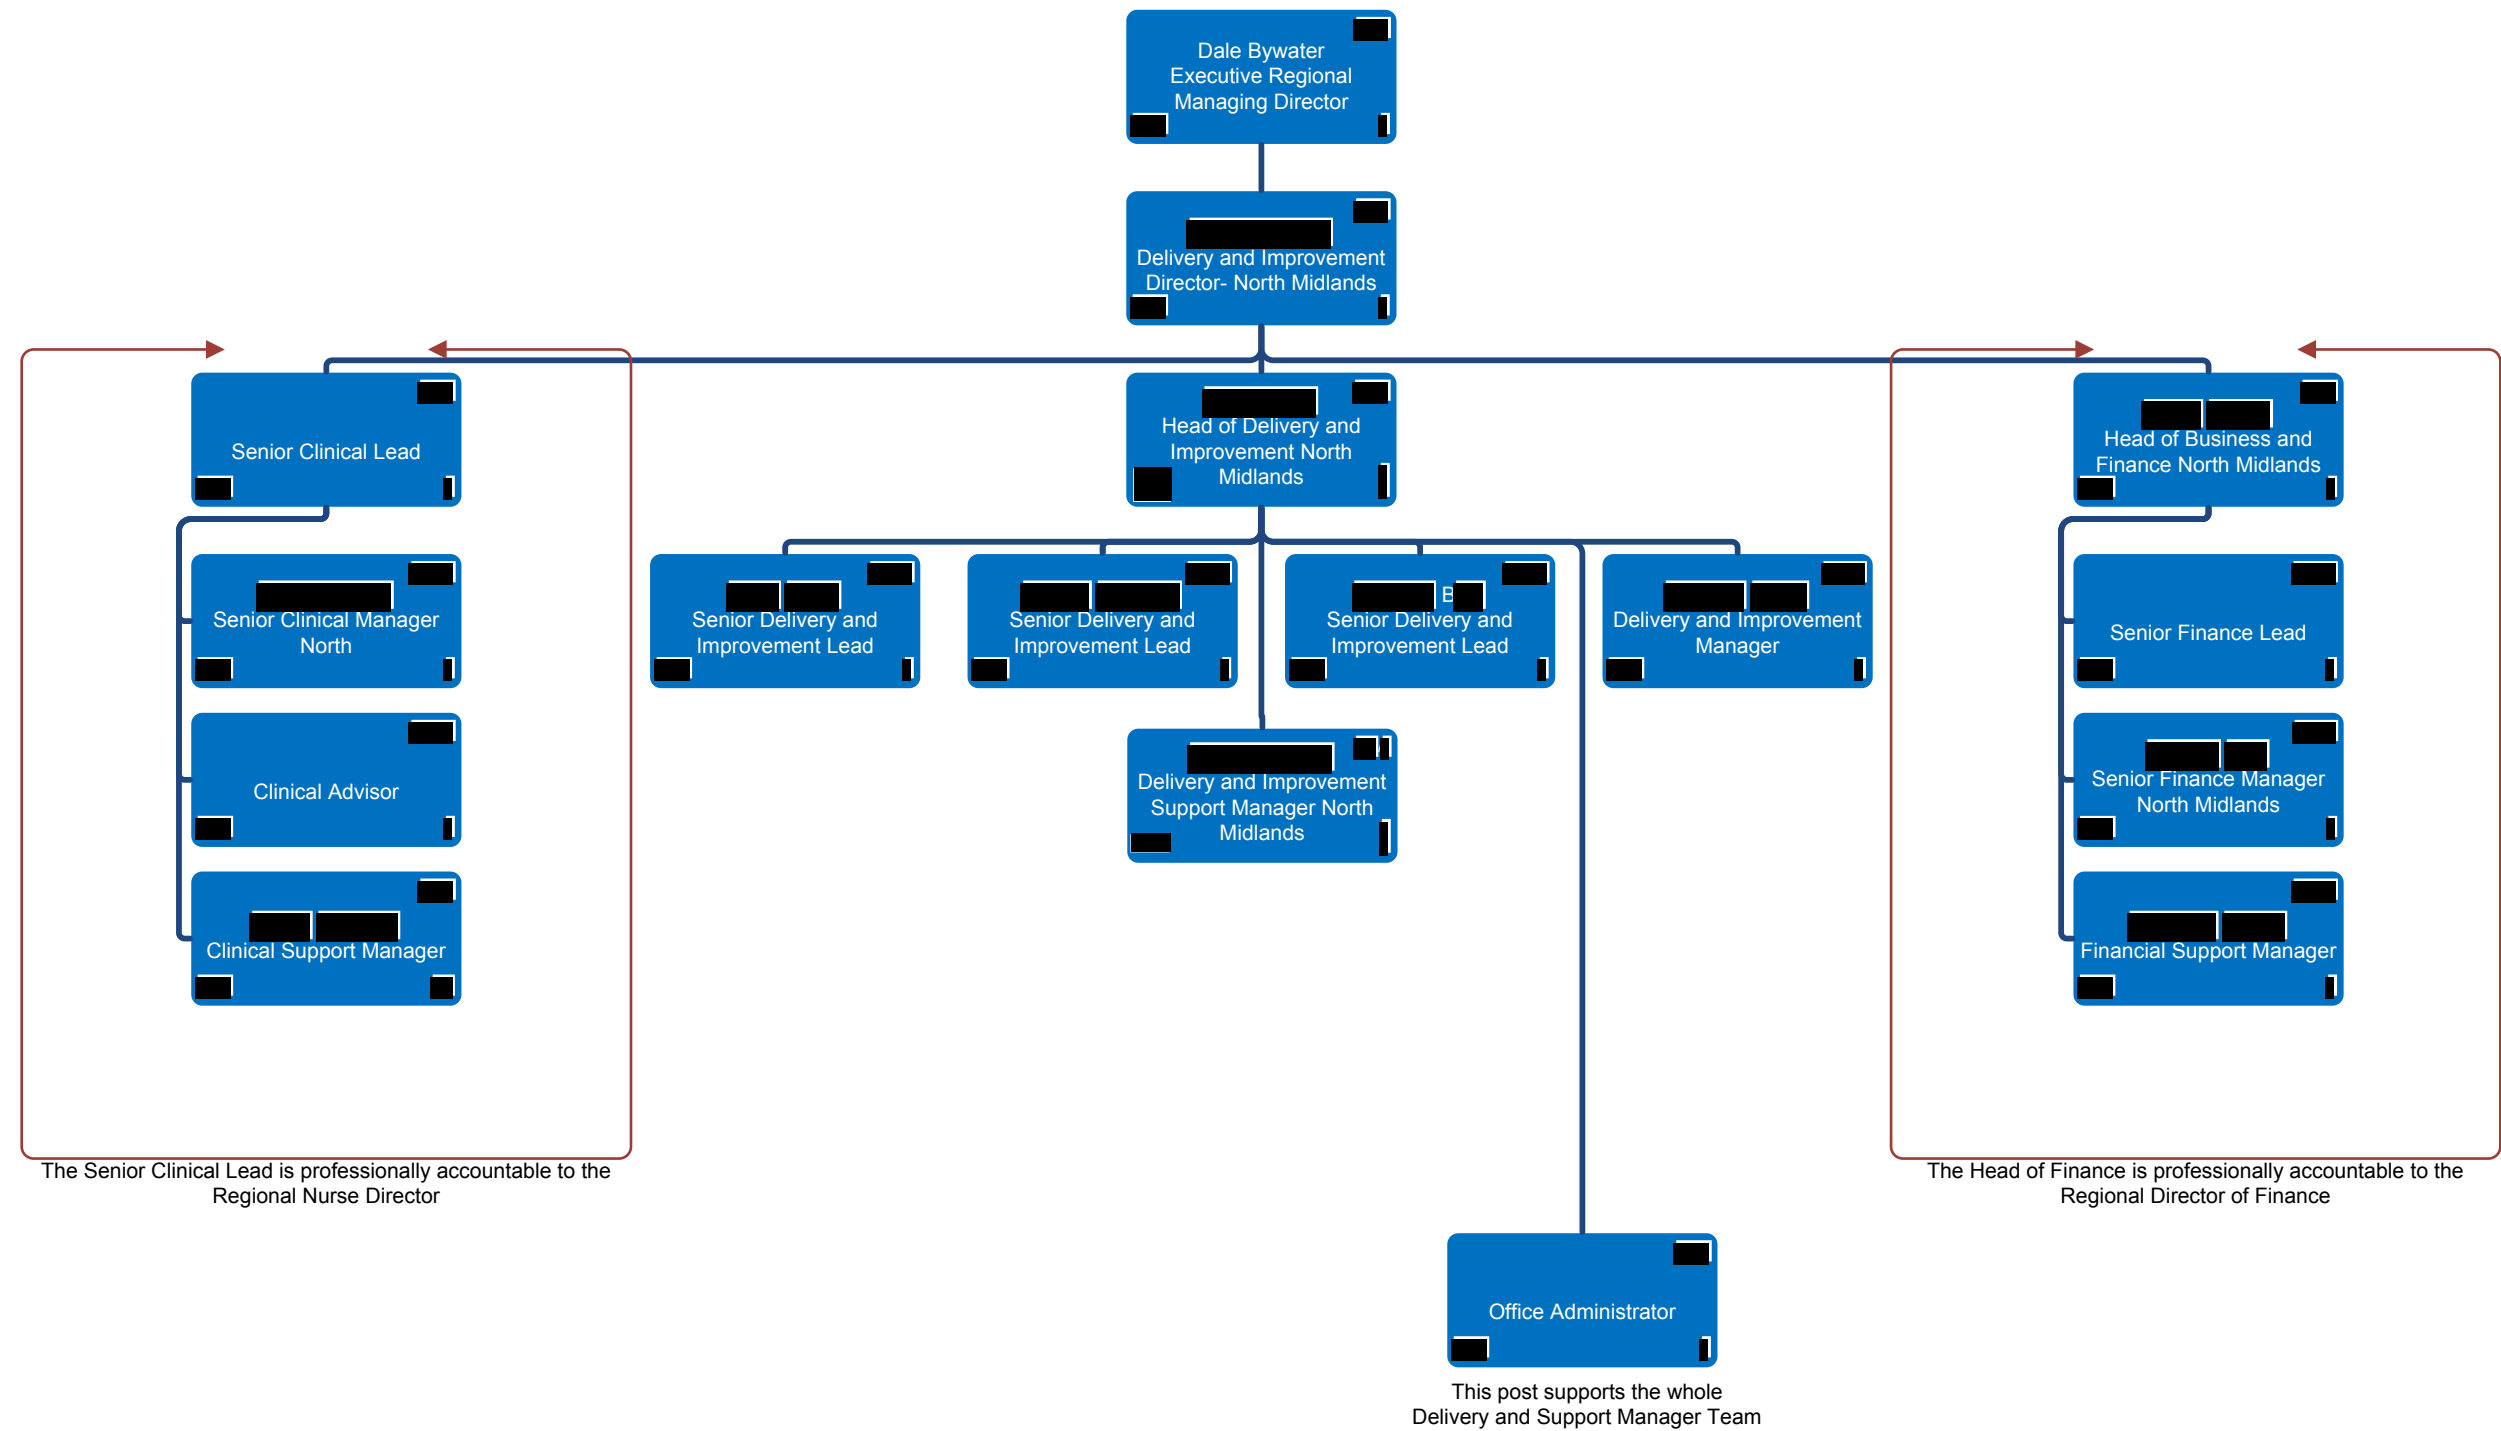 Dale Bywater
Executive Regional
Managing Director
Delivery and Improvement
Director- North Midlands
Senior Clinical Lead
Head of Delivery and
Improvement North
Midlands
Head of Business and
Finance North Midlands
Senior Clinical Manager
North
Senior Delivery and
Improvement Lead
Senior Delivery and
Improvement Lead
B
Senior Delivery and
Improvement Lead
Delivery and Improvement
Manager
Senior Finance Lead
Clinical Advisor
Delivery and Improvement
Support Manager North
Midlands
Senior Finance Manager
North Midlands
Clinical Support Manager
Financial Support Manager
The Senior Clinical Lead is professionally accountable to the
Regional Nurse Director
The Head of Finance is professionally accountable to the
Regional Director of Finance
Office Administrator
This post supports the whole
Delivery and Support Manager Team